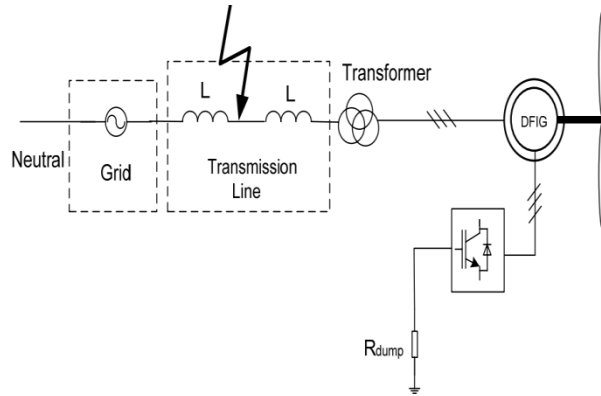 L
L
Transformer
Neutral
Grid
Transmission
Line
DFIG
Rdump